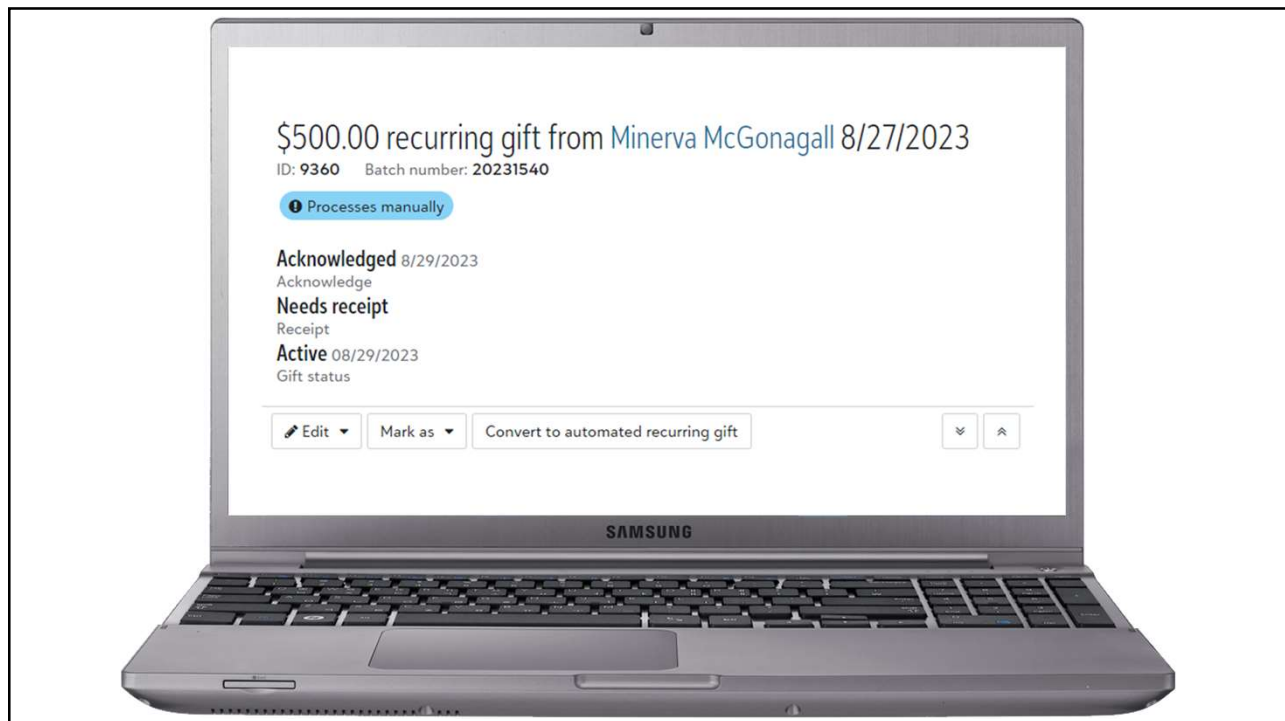 $500.00 recurring gift from Minerva McGonagall 8/27/2023
ID: 9360 Batch number: 20231540
Processes manually
Acknowledged 8/29/2023
Acknowledge
Needs receipt
Receipt
Active 08/29/2023
Gift status
Edit Mark as Convert to automated recurring gift
SAMSUNG